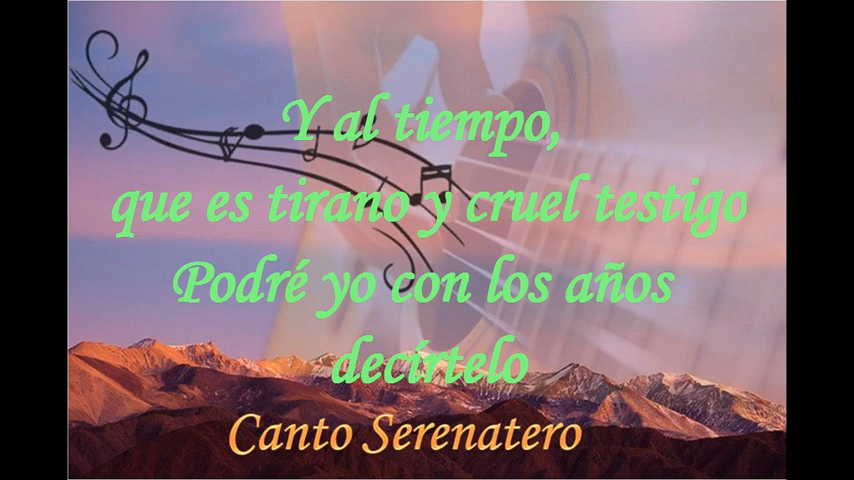 Y al tiempo,
que es tirano y cruel testigo
Podré yo con los años
decírtelo
Canto Serenatero